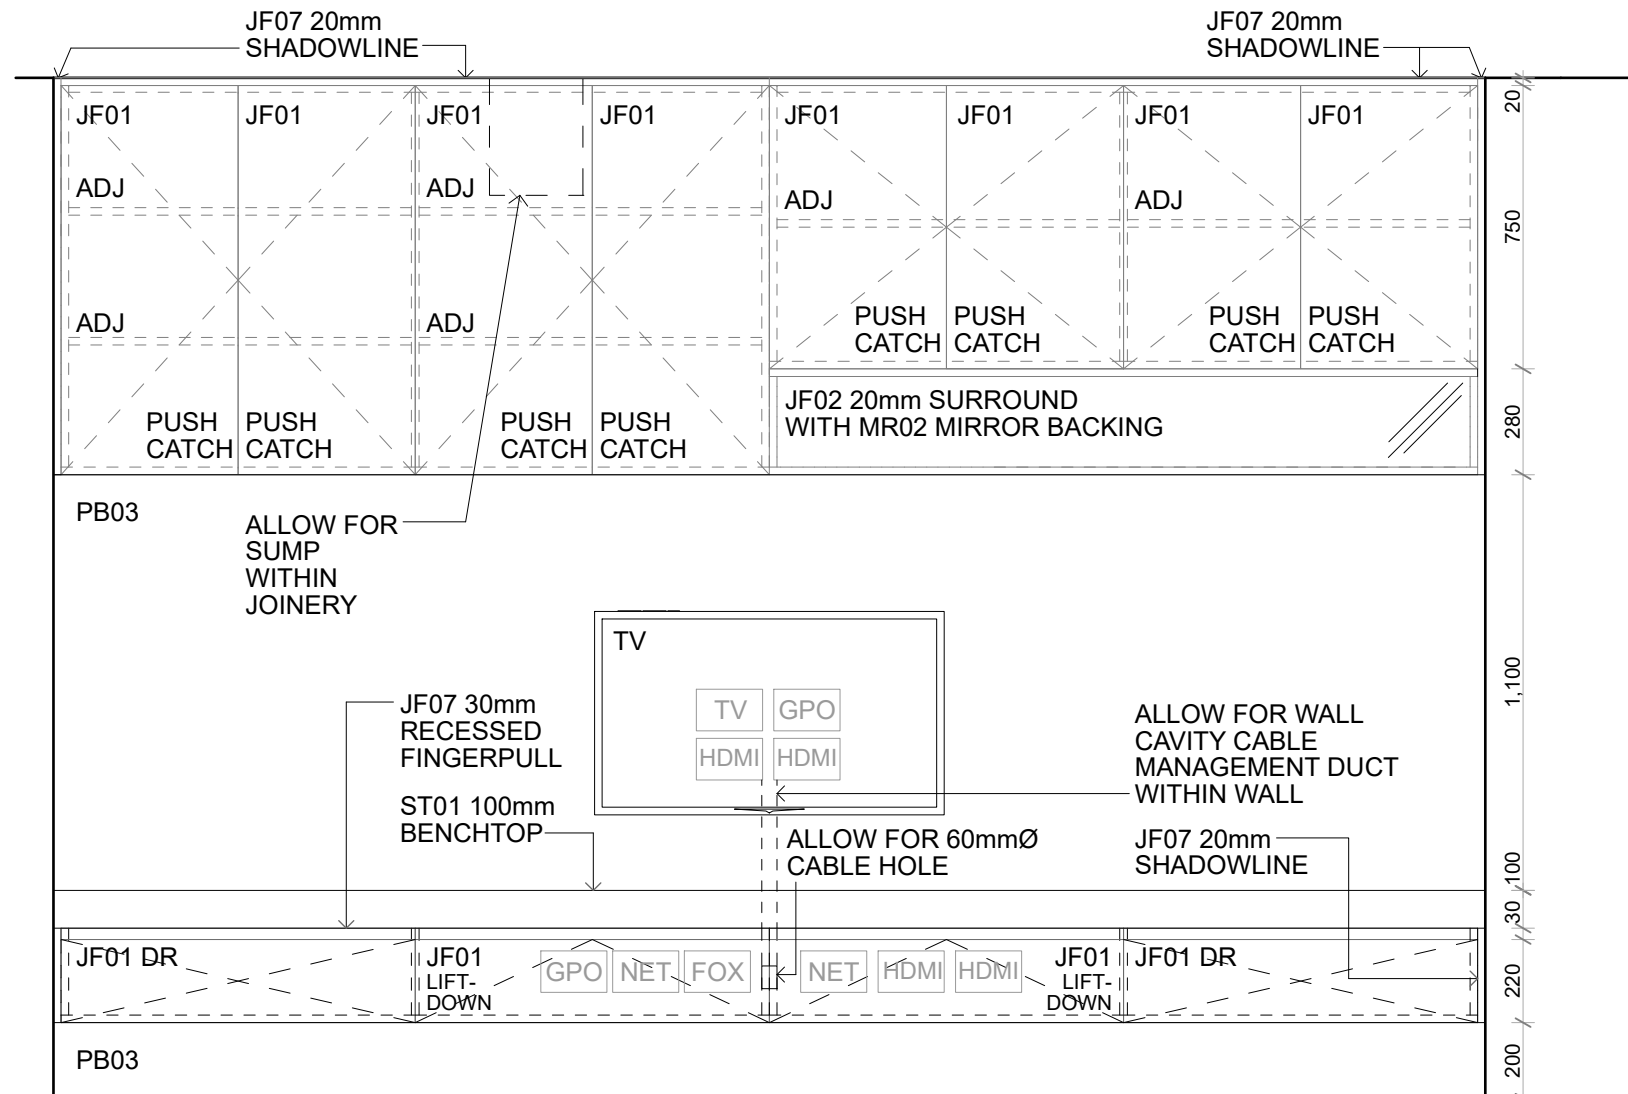 JF07 20mm
SHADOWLINE
JF07 20mm
SHADOWLINE
JF01
JF01
JF01
JF01
JF01
JF01
JF01
JF01
20
ADJ
ADJ
ADJ
ADJ
750
ADJ
ADJ
PUSH
CATCH
PUSH
CATCH
PUSH
CATCH
PUSH
CATCH
PUSH
CATCH
PUSH
CATCH
PUSH
CATCH
PUSH
CATCH
JF02 20mm SURROUND
WITH MR02 MIRROR BACKING
280
PB03
ALLOW FOR
SUMP
WITHIN
JOINERY
TV
TV
GPO
HDMI
HDMI
1,100
JF07 30mm
RECESSED
FINGERPULL
ALLOW FOR WALL
CAVITY CABLE
MANAGEMENT DUCT
WITHIN WALL
ST01 100mm
BENCHTOP
ALLOW FOR 60mmØ
CABLE HOLE
JF07 20mm
SHADOWLINE
100
30
JF01 DR
JF01
LIFT-
DOWN
GPO
NET
FOX
NET
HDMI
HDMI
JF01
LIFT-
DOWN
JF01 DR
220
PB03
200